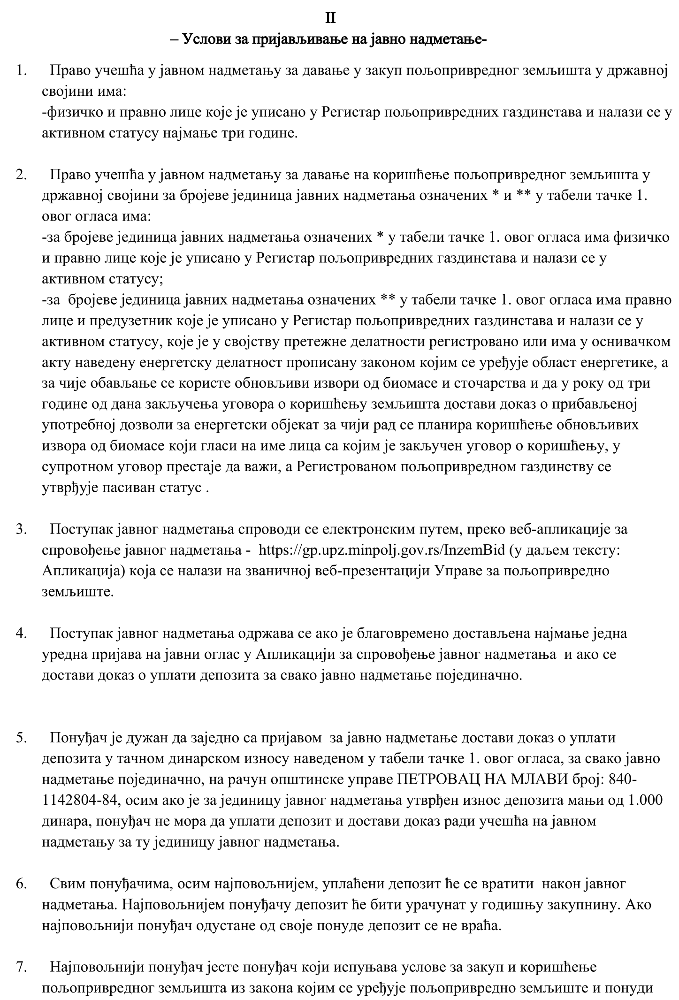 II
– Услови за пријављивање на јавно надметање-
1. Право учешћа у јавном надметању за давање у закуп пољопривредног земљишта у државној
својини има:
-физичко и правно лице које је уписано у Регистар пољопривредних газдинстава и налази се у
активном статусу најмање три године.
2. Право учешћа у јавном надметању за давање на коришћење пољопривредног земљишта у
државној својини за бројеве јединица јавних надметања означених * и ** у табели тачке 1.
овог огласа има:
-за бројеве јединица јавних надметања означених * у табели тачке 1. овог огласа има физичко
и правно лице које је уписано у Регистар пољопривредних газдинстава и налази се у
активном статусу;
-за  бројеве јединица јавних надметања означених ** у табели тачке 1. овог огласа има правно
лице и предузетник које је уписано у Регистар пољопривредних газдинстава и налази се у
активном статусу, које је у својству претежне делатности регистровано или има у оснивачком
акту наведену енергетску делатност прописану законом којим се уређује област енергетике, а
за чије обављање се користе обновљиви извори од биомасе и сточарства и да у року од три
године од дана закључења уговора о коришћењу земљишта достави доказ о прибављеној
употребној дозволи за енергетски објекат за чији рад се планира коришћење обновљивих
извора од биомасе који гласи на име лица са којим је закључен уговор о коришћењу, у
супротном уговор престаје да важи, а Регистрованом пољопривредном газдинству се
утврђује пасиван статус .
3. Поступак јавног надметања спроводи се електронским путем, преко веб-апликације за
спровођење јавног надметања -  https://gp.upz.minpolj.gov.rs/InzemBid (у даљем тексту:
Апликација) која се налази на званичној веб-презентацији Управе за пољопривредно
земљиште.
4. Поступак јавног надметања одржава се ако је благовремено достављена најмање једна
уредна пријава на јавни оглас у Апликацији за спровођење јавног надметања  и ако се
достави доказ о уплати депозита за свако јавно надметање појединачно.
5. Понуђач је дужан да заједно са пријавом  за јавно надметање достави доказ о уплати
депозита у тачном динарском износу наведеном у табели тачке 1. овог огласа, за свако јавно
надметање појединачно, на рачун општинске управе ПЕТРОВАЦ НА МЛАВИ број: 840-
1142804-84, осим ако је за јединицу јавног надметања утврђен износ депозита мањи од 1.000
динара, понуђач не мора да уплати депозит и достави доказ ради учешћа на јавном
надметању за ту јединицу јавног надметања.
6. Свим понуђачима, осим најповољнијем, уплаћени депозит ће се вратити  након јавног
надметања. Најповољнијем понуђачу депозит ће бити урачунат у годишњу закупнину. Ако
најповољнији понуђач одустане од своје понуде депозит се не враћа.
7. Најповољнији понуђач јесте понуђач који испуњава услове за закуп и коришћење
пољопривредног земљишта из закона којим се уређује пољопривредно земљиште и понуди